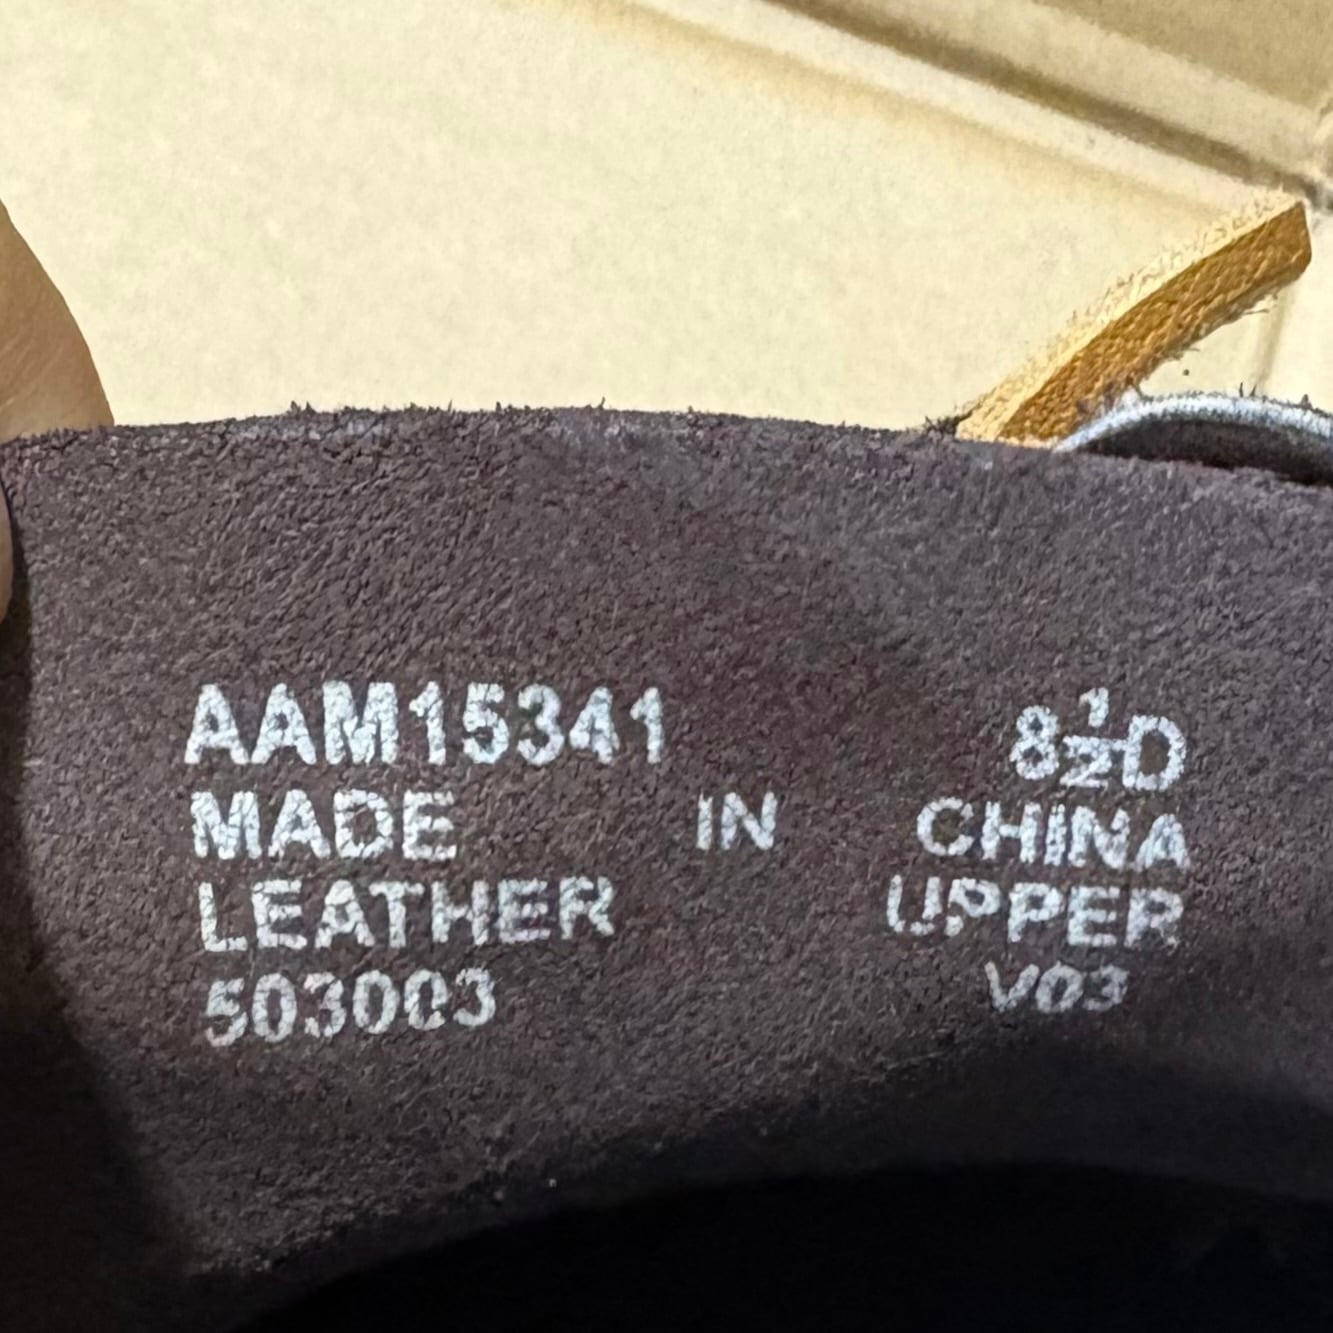 AAM15341 8½D
MADE IN CHINA
LEATHER UPPER
503003 V03